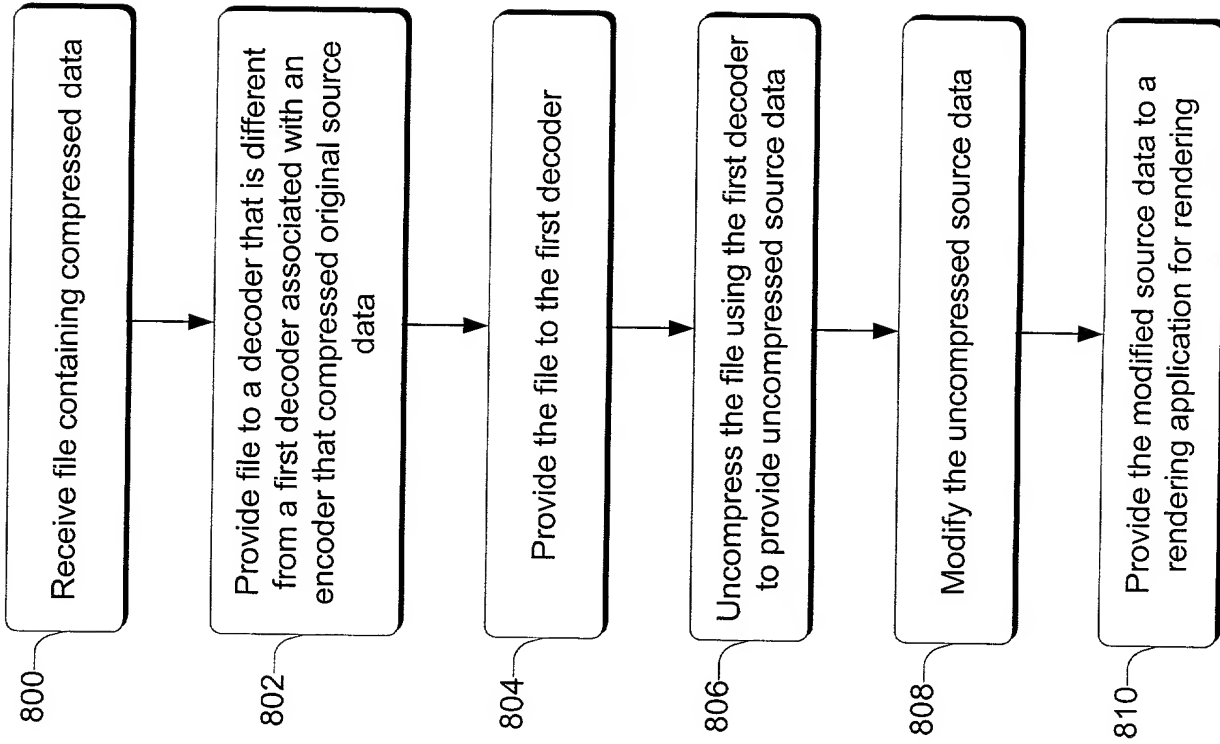 800
Receive file containing compressed data
802
Provide file to a decoder that is different
from a first decoder associated with an
encoder that compressed original source
data
804
Provide the file to the first decoder
806
Uncompress the file using the first decoder
to provide uncompressed source data
808
Modify the uncompressed source data
810
Provide the modified source data to a
rendering application for rendering